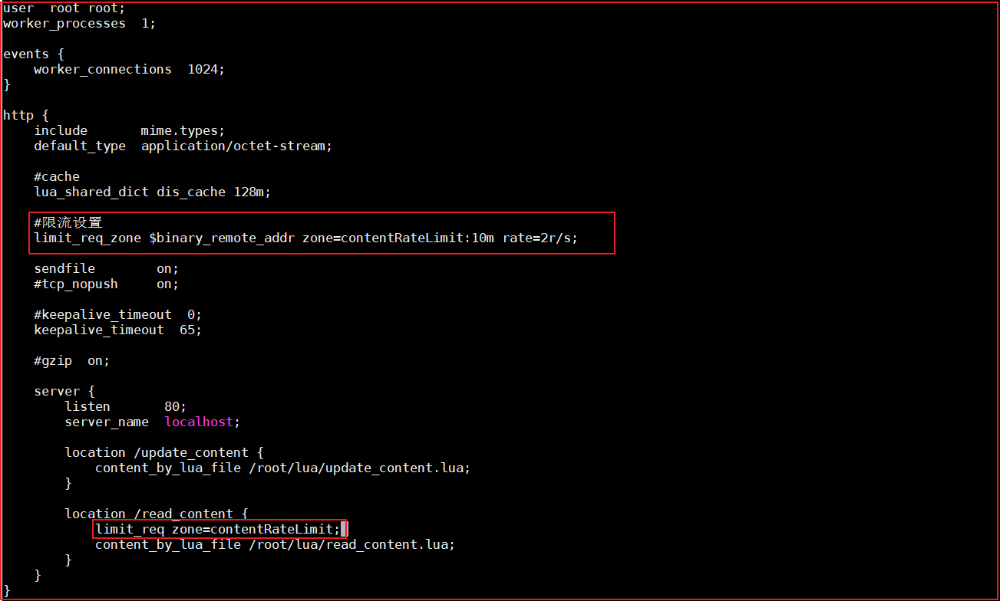 user  root root;
worker_processes  1;
events {
    worker_connections  1024;
}
http {
    include       mime.types;
    default_type  application/octet-stream;
    #cache
    lua_shared_dict dis_cache 128m;
    #限流设置
    limit_req_zone $binary_remote_addr zone=contentRateLimit:10m rate=2r/s;
    sendfile        on;
    #tcp_nopush     on;
    #keepalive_timeout  0;
    keepalive_timeout  65;
    #gzip  on;
    server {
        listen       80;
        server_name  localhost;
        location /update_content {
            content_by_lua_file /root/lua/update_content.lua;
        }
        location /read_content {
            limit_req zone=contentRateLimit;
            content_by_lua_file /root/lua/read_content.lua;
        }
    }
}